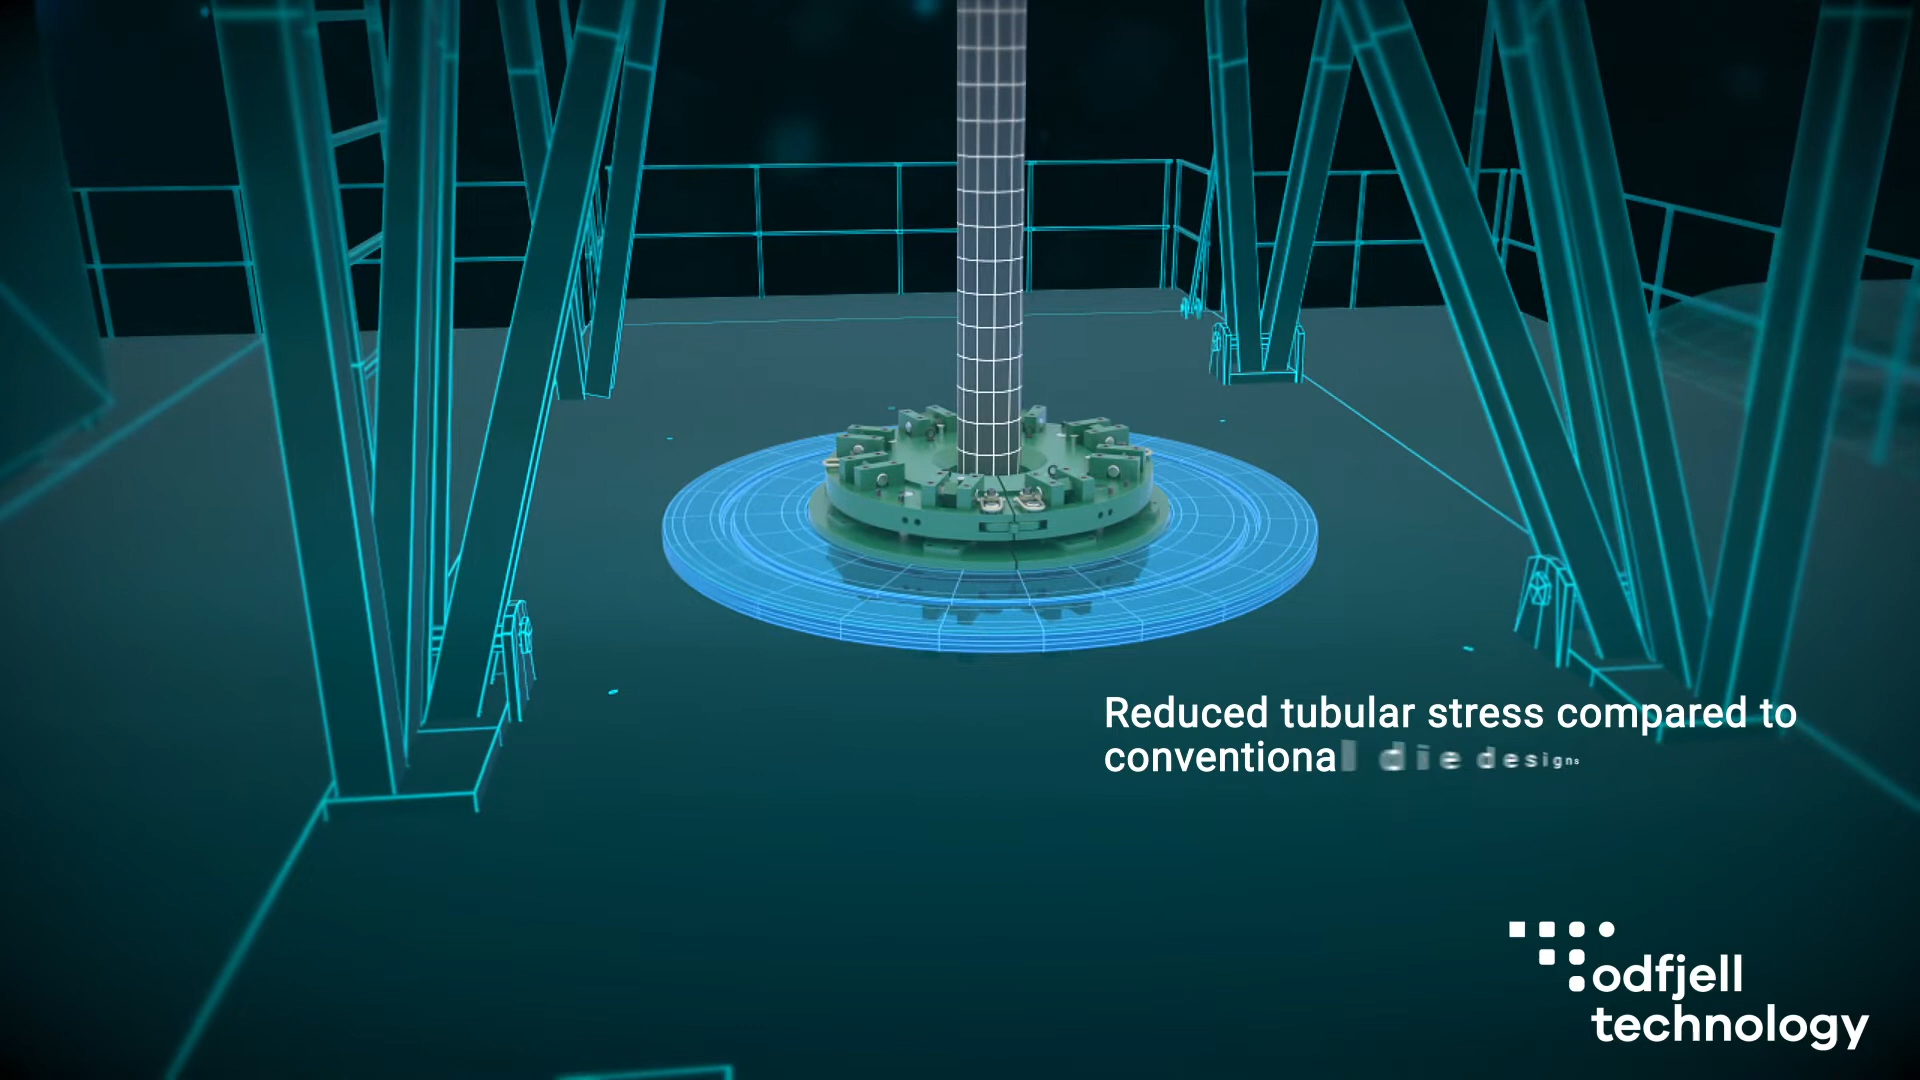 Reduced tubular stress compared to
conventional die designs
odfjell
technology